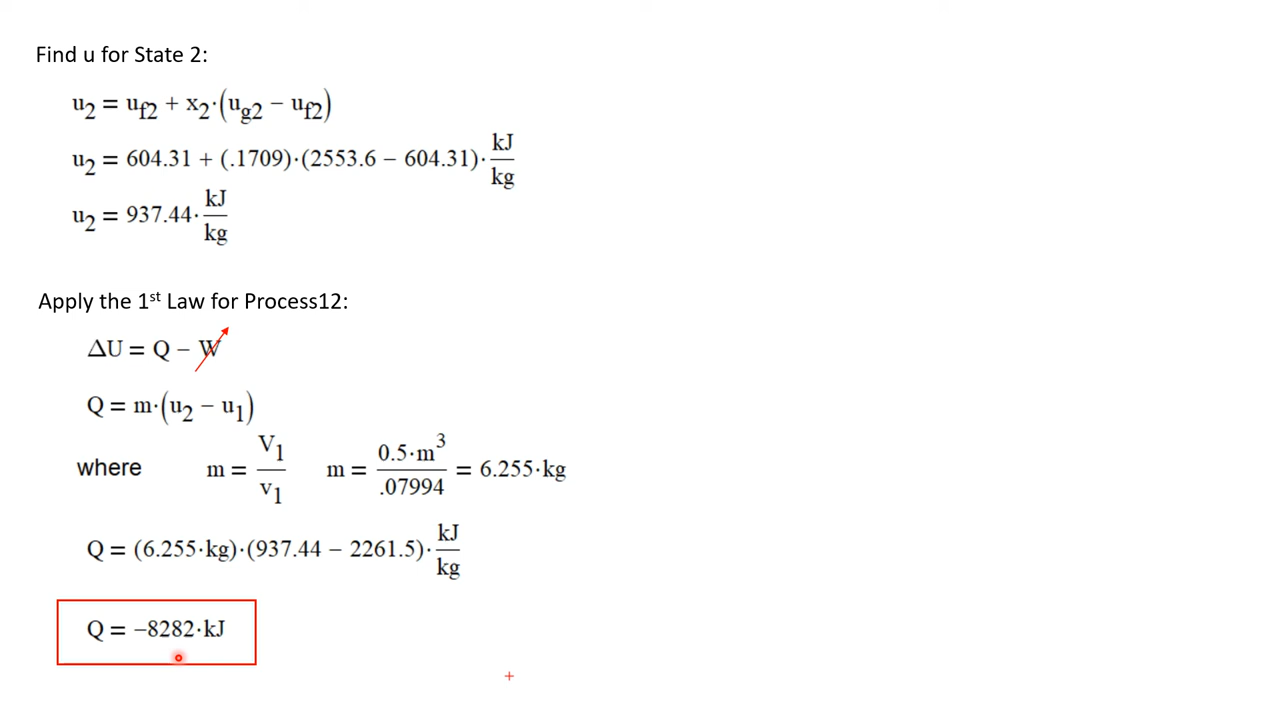 Find u for State 2:
u2 = uf2 + x2·(ug2 − uf2)
u2 = 604.31 + (.1709)·(2553.6 − 604.31)· kJ/kg
u2 = 937.44· kJ/kg
Apply the 1st Law for Process12:
ΔU = Q − W
Q = m·(u2 − u1)
where m = V1/v1 m = 0.5·m³/.07994 = 6.255·kg
Q = (6.255·kg)·(937.44 − 2261.5)· kJ/kg
Q = −8282·kJ